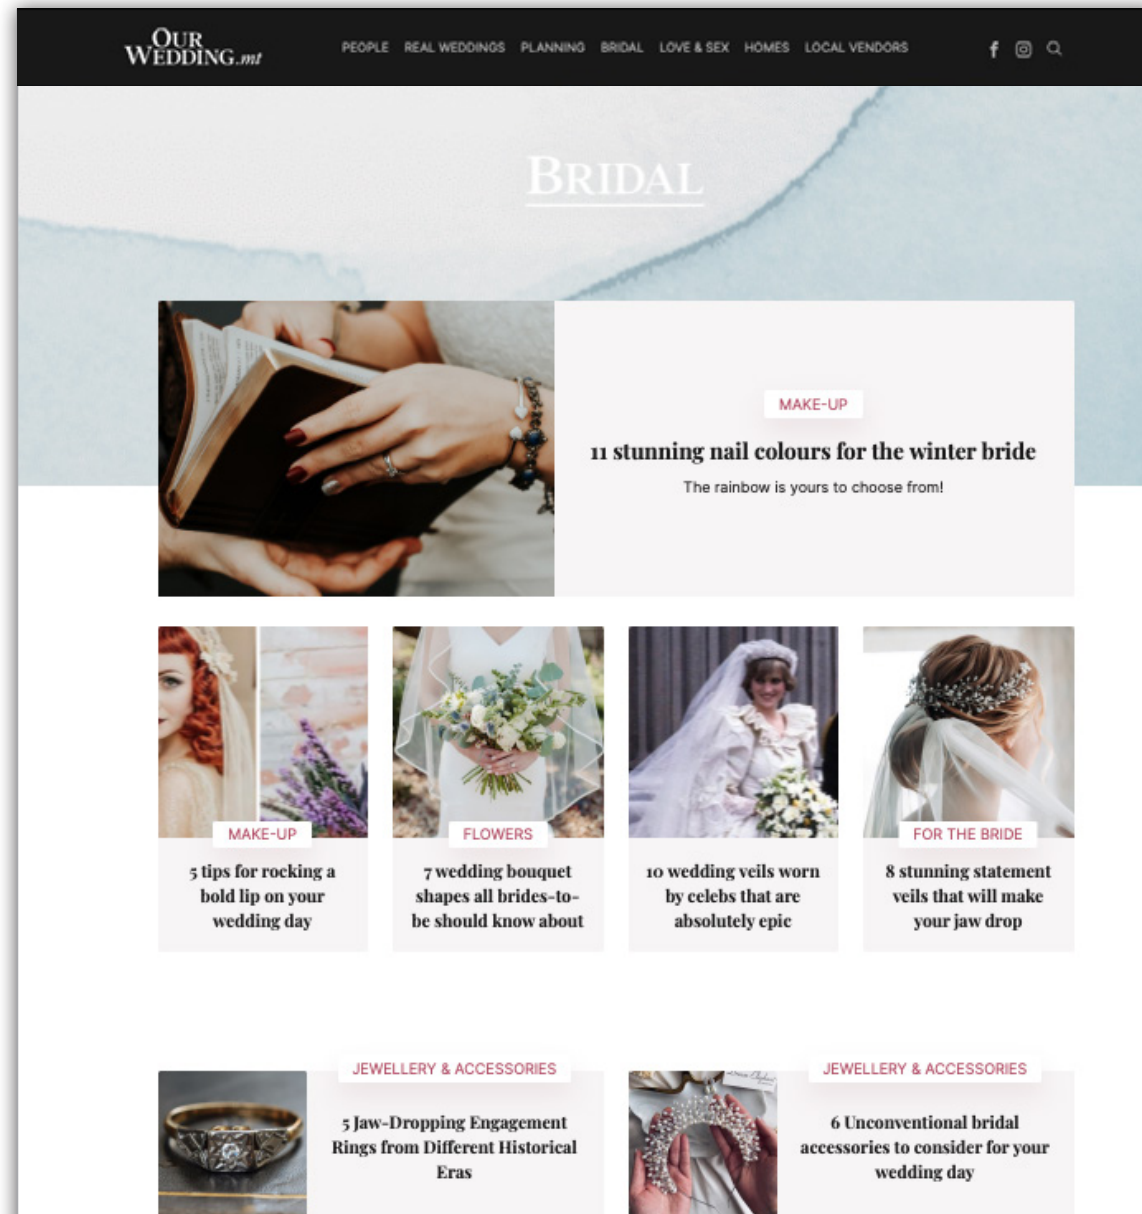 OUR
WEDDING.mt
PEOPLE REAL WEDDINGS PLANNING BRIDAL LOVE & SEX HOMES LOCAL VENDORS
BRIDAL
MAKE-UP
11 stunning nail colours for the winter bride
The rainbow is yours to choose from!
MAKE-UP
5 tips for rocking a
bold lip on your
wedding day
FLOWERS
7 wedding bouquet
shapes all brides-to-
be should know about
10 wedding veils worn
by celebs that are
absolutely epic
FOR THE BRIDE
8 stunning statement
veils that will make
your jaw drop
JEWELLERY & ACCESSORIES
5 Jaw-Dropping Engagement
Rings from Different Historical
Eras
JEWELLERY & ACCESSORIES
6 Unconventional bridal
accessories to consider for your
wedding day